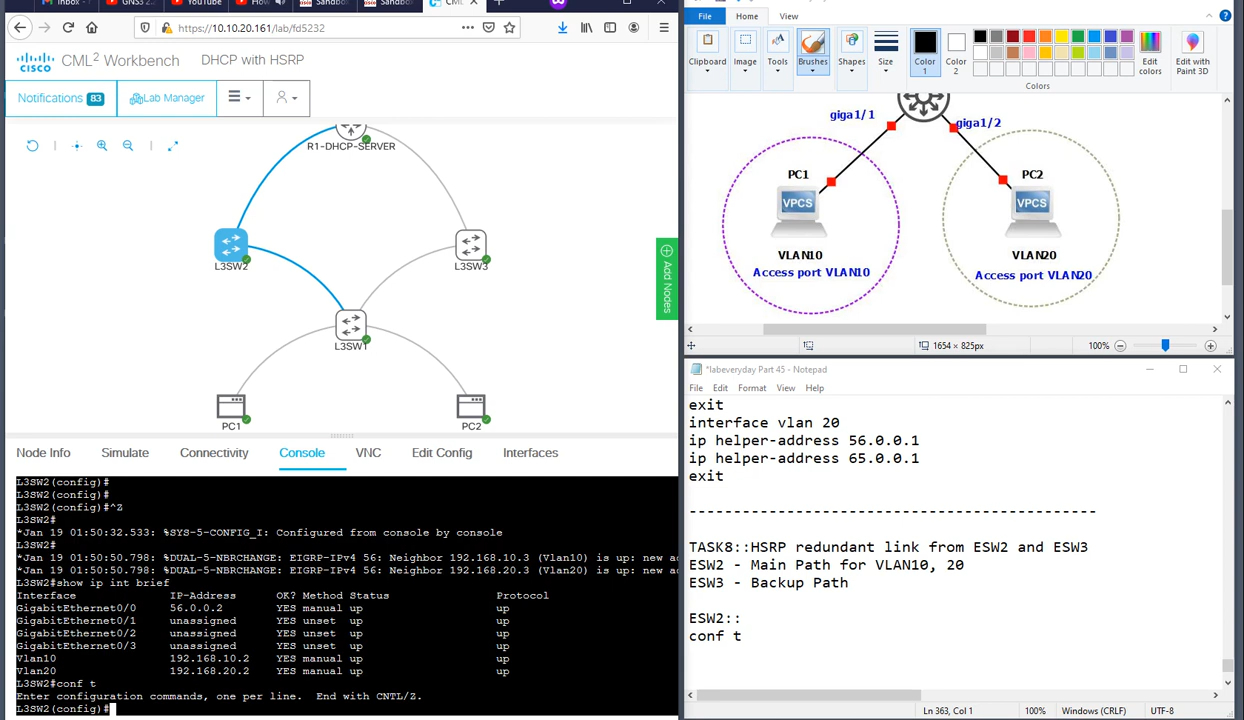 Inbox -
GNS3 2.
YouTube
How
Sandbox
Sandbox
CML
https://10.10.20.161/lab/fd5232
CISCO
CML2 Workbench
DHCP with HSRP
Notifications 83
Lab Manager
R1-DHCP-SERVER
L3SW2
L3SW3
L3SW1
PC1
PC2
Add Nodes
Node Info
Simulate
Connectivity
Console
VNC
Edit Config
Interfaces
L3SW2(config)#
L3SW2(config)#
L3SW2(config)#^Z
L3SW2#
*Jan 19 01:50:32.533: %SYS-5-CONFIG_I: Configured from console by console
L3SW2#
*Jan 19 01:50:50.798: %DUAL-5-NBRCHANGE: EIGRP-IPv4 56: Neighbor 192.168.10.3 (Vlan10) is up: new a
*Jan 19 01:50:50.798: %DUAL-5-NBRCHANGE: EIGRP-IPv4 56: Neighbor 192.168.20.3 (Vlan20) is up: new a
L3SW2#show ip int brief
Interface IP-Address OK? Method Status Protocol
GigabitEthernet0/0 56.0.0.2 YES manual up up
GigabitEthernet0/1 unassigned YES unset up up
GigabitEthernet0/2 unassigned YES unset up up
GigabitEthernet0/3 unassigned YES unset up up
Vlan10 192.168.10.2 YES manual up up
Vlan20 192.168.20.2 YES manual up up
L3SW2#conf t
Enter configuration commands, one per line. End with CNTL/Z.
L3SW2(config)#
File
Home
View
Clipboard
Image
Tools
Brushes
Shapes
Size
Color 1
Color 2
Edit colors
Edit with Paint 3D
Colors
giga1/1
giga1/2
PC1
PC2
VPCS
VPCS
VLAN10
VLAN20
Access port VLAN10
Access port VLAN20
1654 × 825px
100%
*labeveryday Part 45 - Notepad
File Edit Format View Help
exit
interface vlan 20
ip helper-address 56.0.0.1
ip helper-address 65.0.0.1
exit
----------------------------------------------
TASK8::HSRP redundant link from ESW2 and ESW3
ESW2 - Main Path for VLAN10, 20
ESW3 - Backup Path
ESW2::
conf t
Ln 363, Col 1
100%
Windows (CRLF)
UTF-8